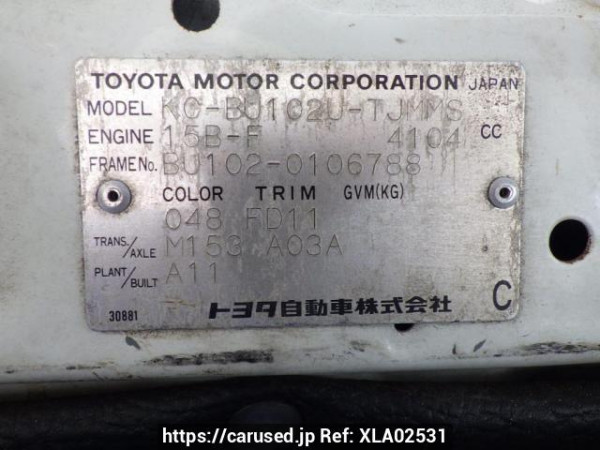 TOYOTA MOTOR CORPORATION JAPAN
MODEL KC-BU102U-TJMMS
ENGINE 15B-F 4104 CC
FRAME No. BU102-0106788
COLOR TRIM GVM(KG)
048 FD11
TRANS./AXLE M153 A03A
PLANT/BUILT A11
30881 トヨタ自動車株式会社 C
https://carused.jp Ref: XLA02531